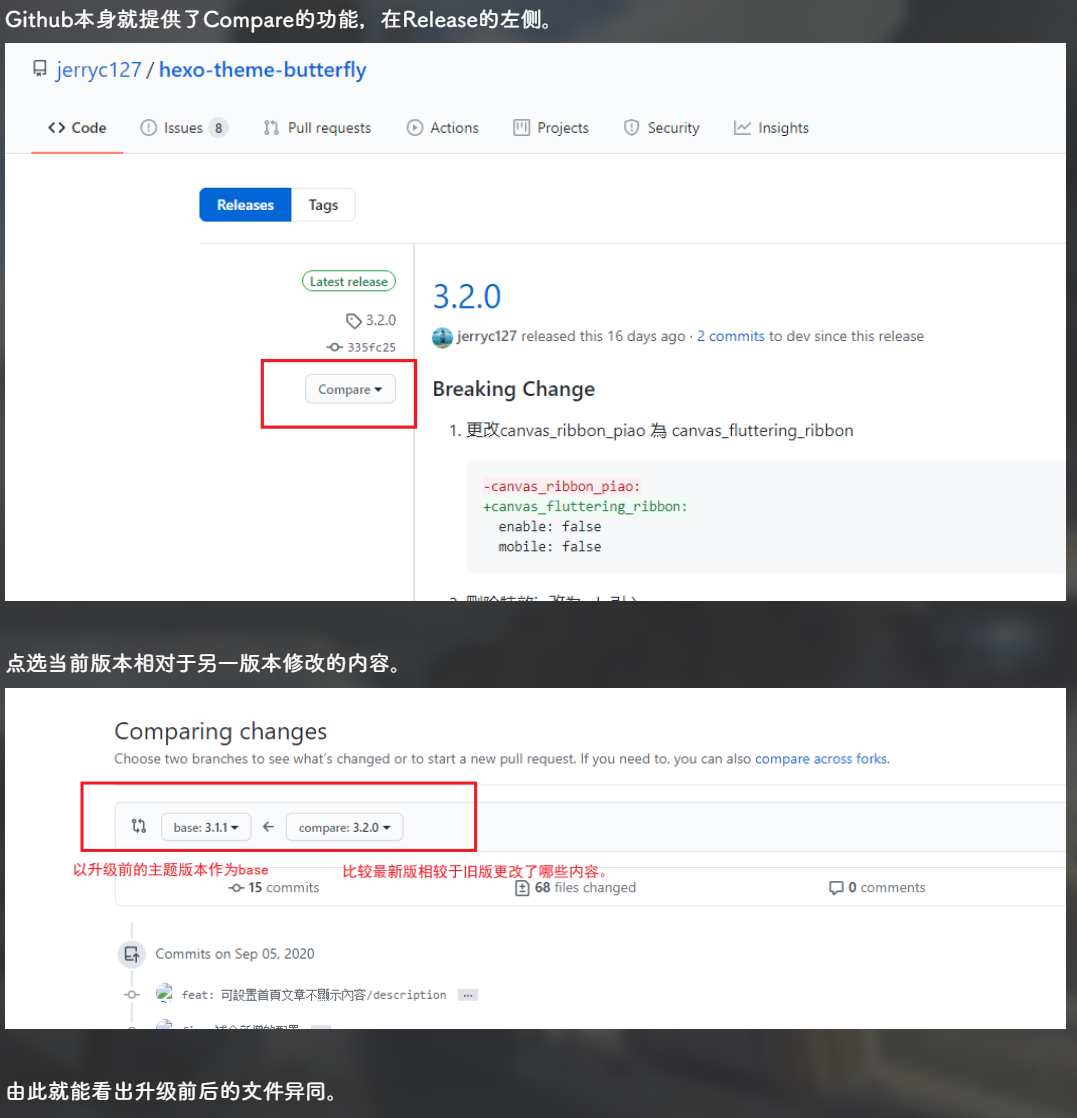 Github本身就提供了Compare的功能，在Release的左侧。
jerryc127 / hexo-theme-butterfly
Code Issues 8 Pull requests Actions Projects Security Insights
Releases Tags
Latest release
3.2.0
3.2.0
335fc25
jerryc127 released this 16 days ago · 2 commits to dev since this release
Compare
Breaking Change
1. 更改canvas_ribbon_piao 為 canvas_fluttering_ribbon
-canvas_ribbon_piao:
+canvas_fluttering_ribbon:
enable: false
mobile: false
点选当前版本相对于另一版本修改的内容。
Comparing changes
Choose two branches to see what's changed or to start a new pull request. If you need to, you can also compare across forks.
base: 3.1.1 ← compare: 3.2.0
以升级前的主题版本作为base 比较最新版相较于旧版更改了哪些内容。
15 commits 68 files changed 0 comments
Commits on Sep 05, 2020
feat: 可設置首頁文章不顯示內容/description ...
由此就能看出升级前后的文件异同。